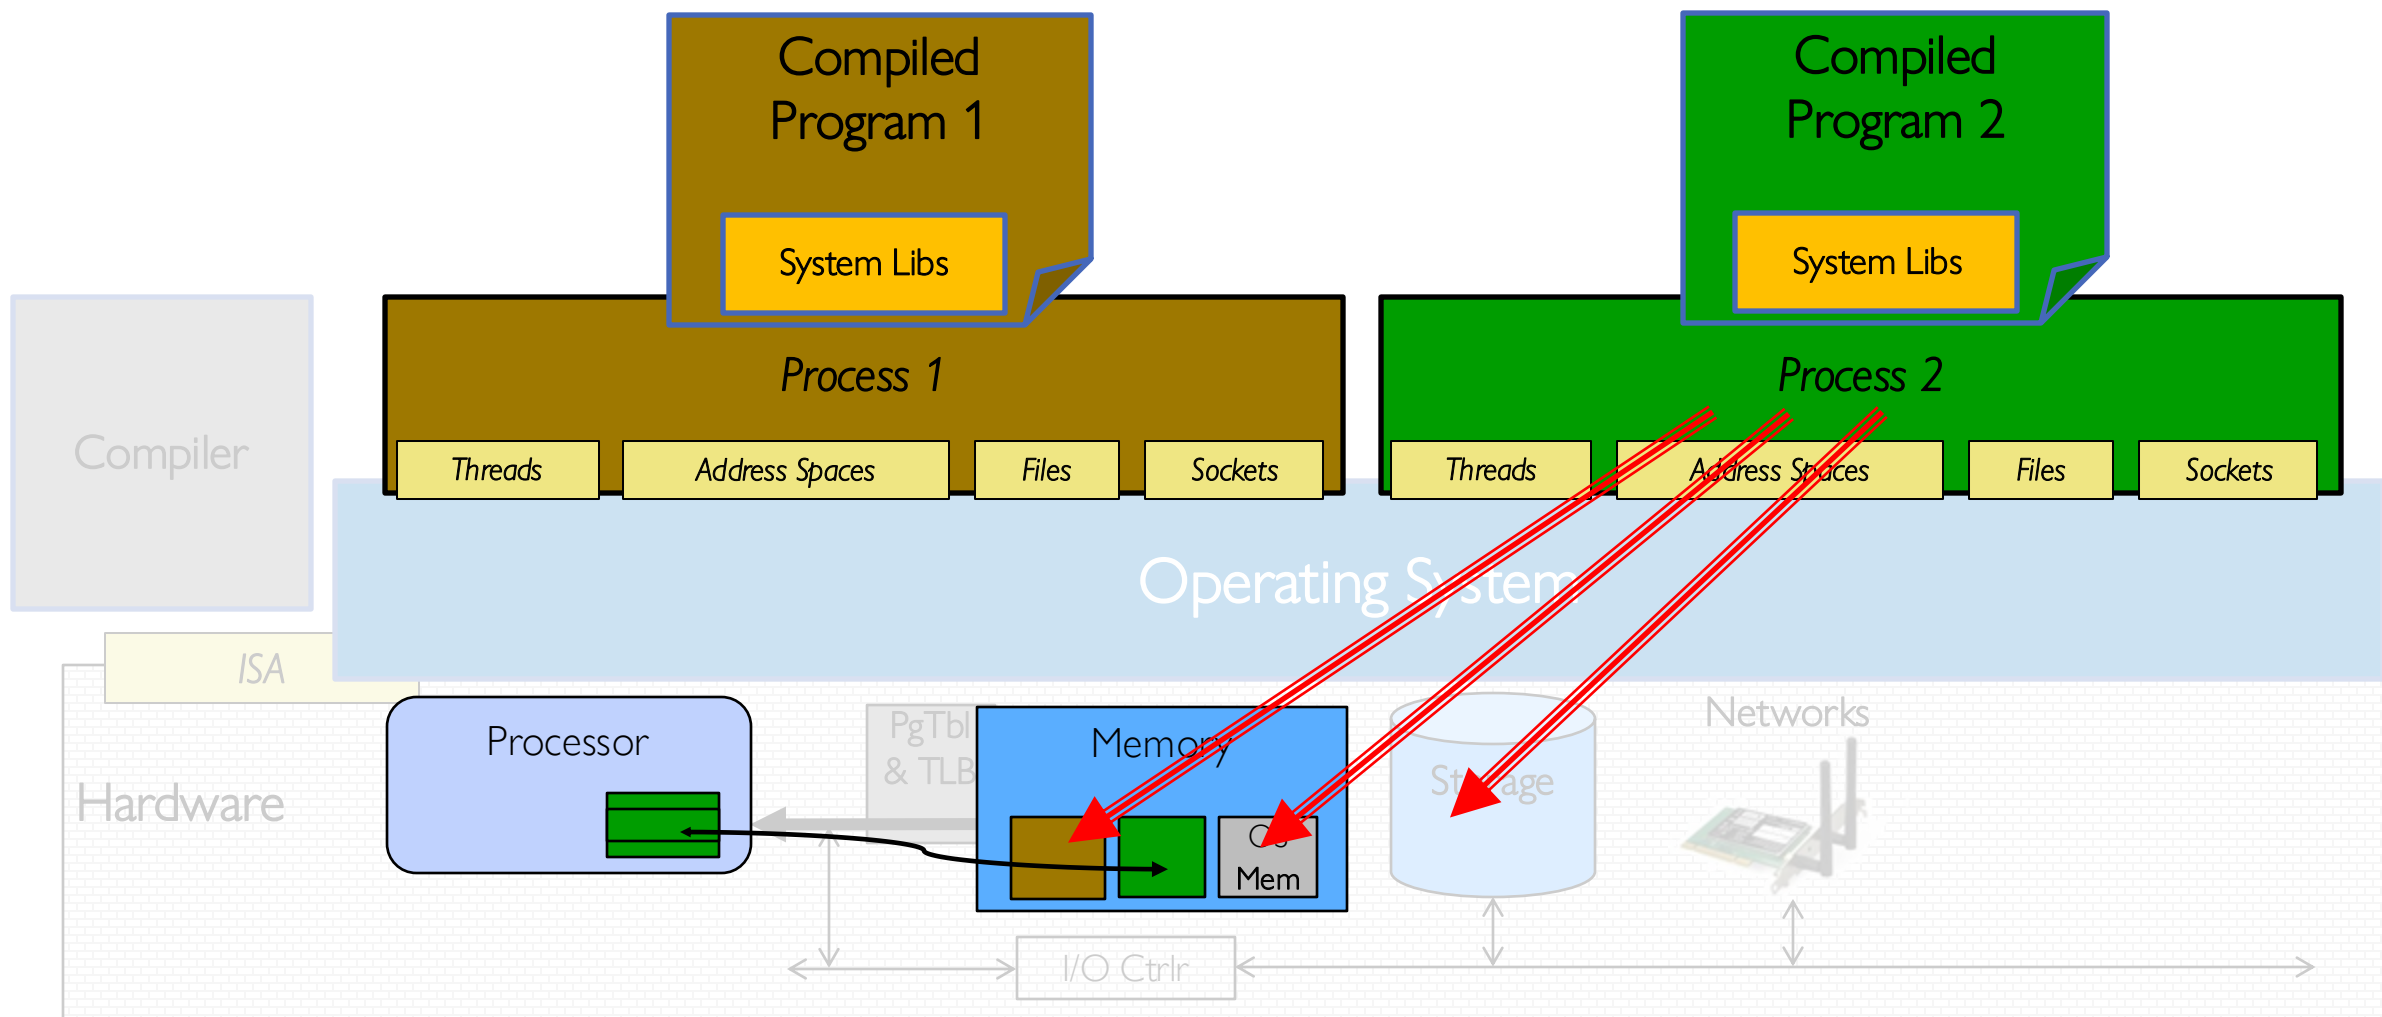 Compiled
Program 1
System Libs
Compiled
Program 2
System Libs
Process 1
Process 2
Compiler
Threads
Address Spaces
Files
Sockets
Threads
Address Spaces
Files
Sockets
Operating System
ISA
Hardware
Processor
PgTbl
& TLB
Memory
OS
Mem
Storage
Networks
I/O Ctrlr